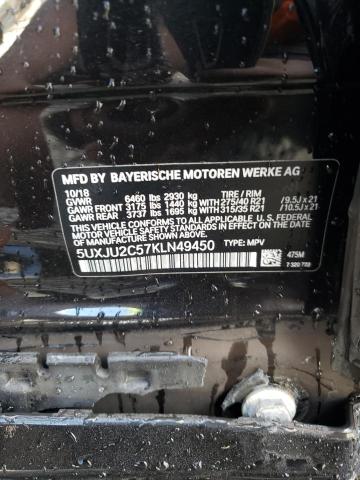 MFD BY BAYERISCHE MOTOREN WERKE AG
10/18
GVWR 6460 lbs 2930 kg TIRE / RIM
GAWR FRONT 3175 lbs 1440 kg WITH 275/40 R21 / 9.5J x 21
GAWR REAR 3737 lbs 1695 kg WITH 315/35 R21 / 10.5J x 21
THIS VEHICLE CONFORMS TO ALL APPLICABLE U.S. FEDERAL
MOTOR VEHICLE SAFETY STANDARDS IN EFFECT ON THE
DATE OF MANUFACTURE SHOWN ABOVE.
5UXJU2C57KLN49450 TYPE: MPV
475M